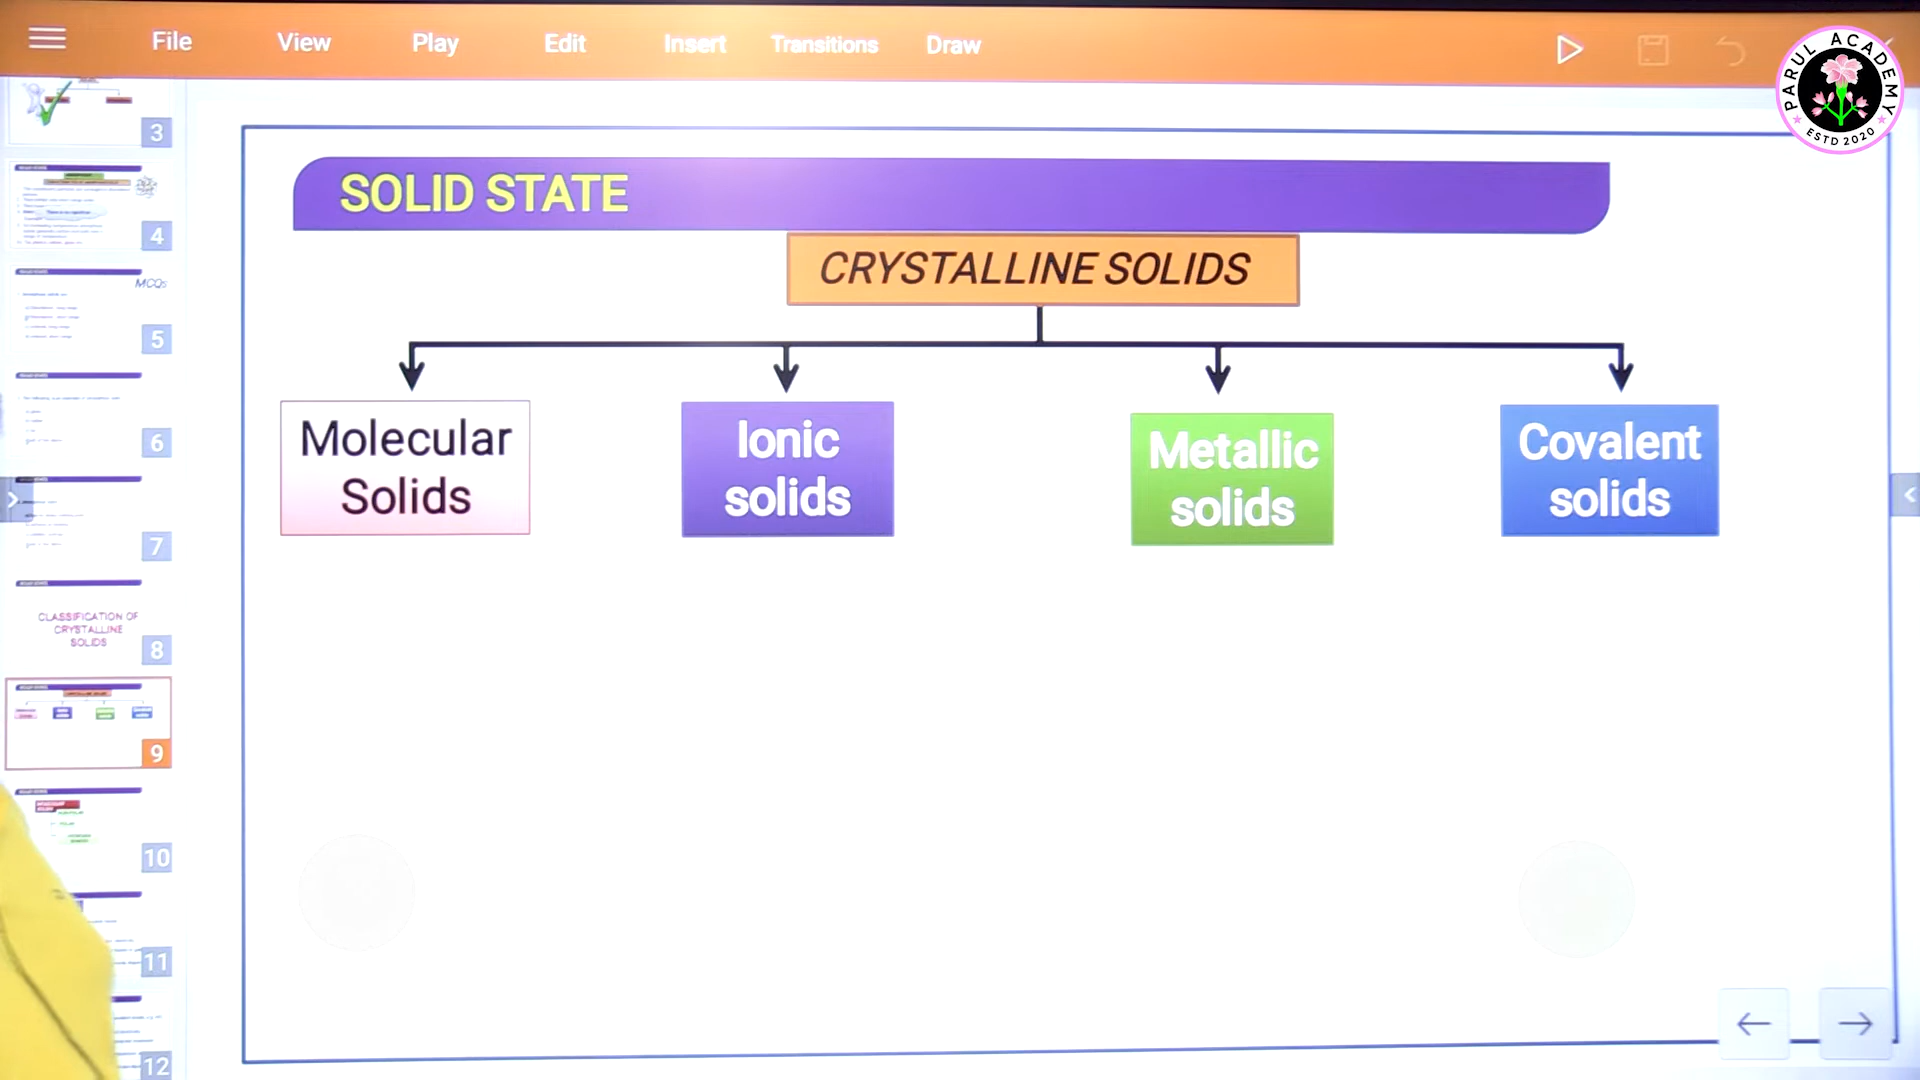 File View Play Edit Insert Transitions Draw
PARUL ACADEMY
ESTD 2020
SOLID STATE
CRYSTALLINE SOLIDS
Molecular
Solids
Ionic
solids
Metallic
solids
Covalent
solids
3
4
MCQs
5
6
7
CLASSIFICATION OF
CRYSTALLINE
SOLIDS
8
9
10
11
12